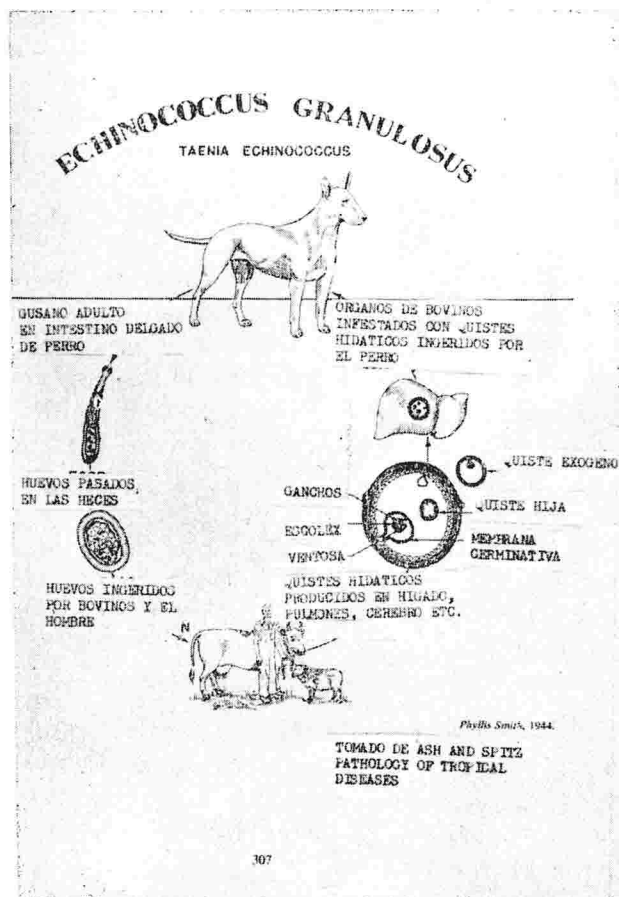 ECHINOCOCCUS GRANULOSUS
TAENIA ECHINOCOCCUS
GUSANO ADULTO
EN INTESTINO DELGADO
DE PERRO
ORGANOS DE BOVINOS
INFESTADOS CON QUISTES
HIDATICOS INGERIDOS POR
EL PERRO
HUEVOS PASADOS
EN LAS HECES
QUISTE EXOGENO
GANCHOS
QUISTE HIJA
ESCOLEX
MEMBRANA
GERMINATIVA
VENTOSA
HUEVOS INGERIDOS
POR BOVINOS Y EL
HOMBRE
QUISTES HIDATICOS
PRODUCIDOS EN HIGADO,
PULMONES, CEREBRO ETC.
N
Phyllis Smith, 1944.
TOMADO DE ASH AND SPITZ
PATHOLOGY OF TROPICAL
DISEASES
307